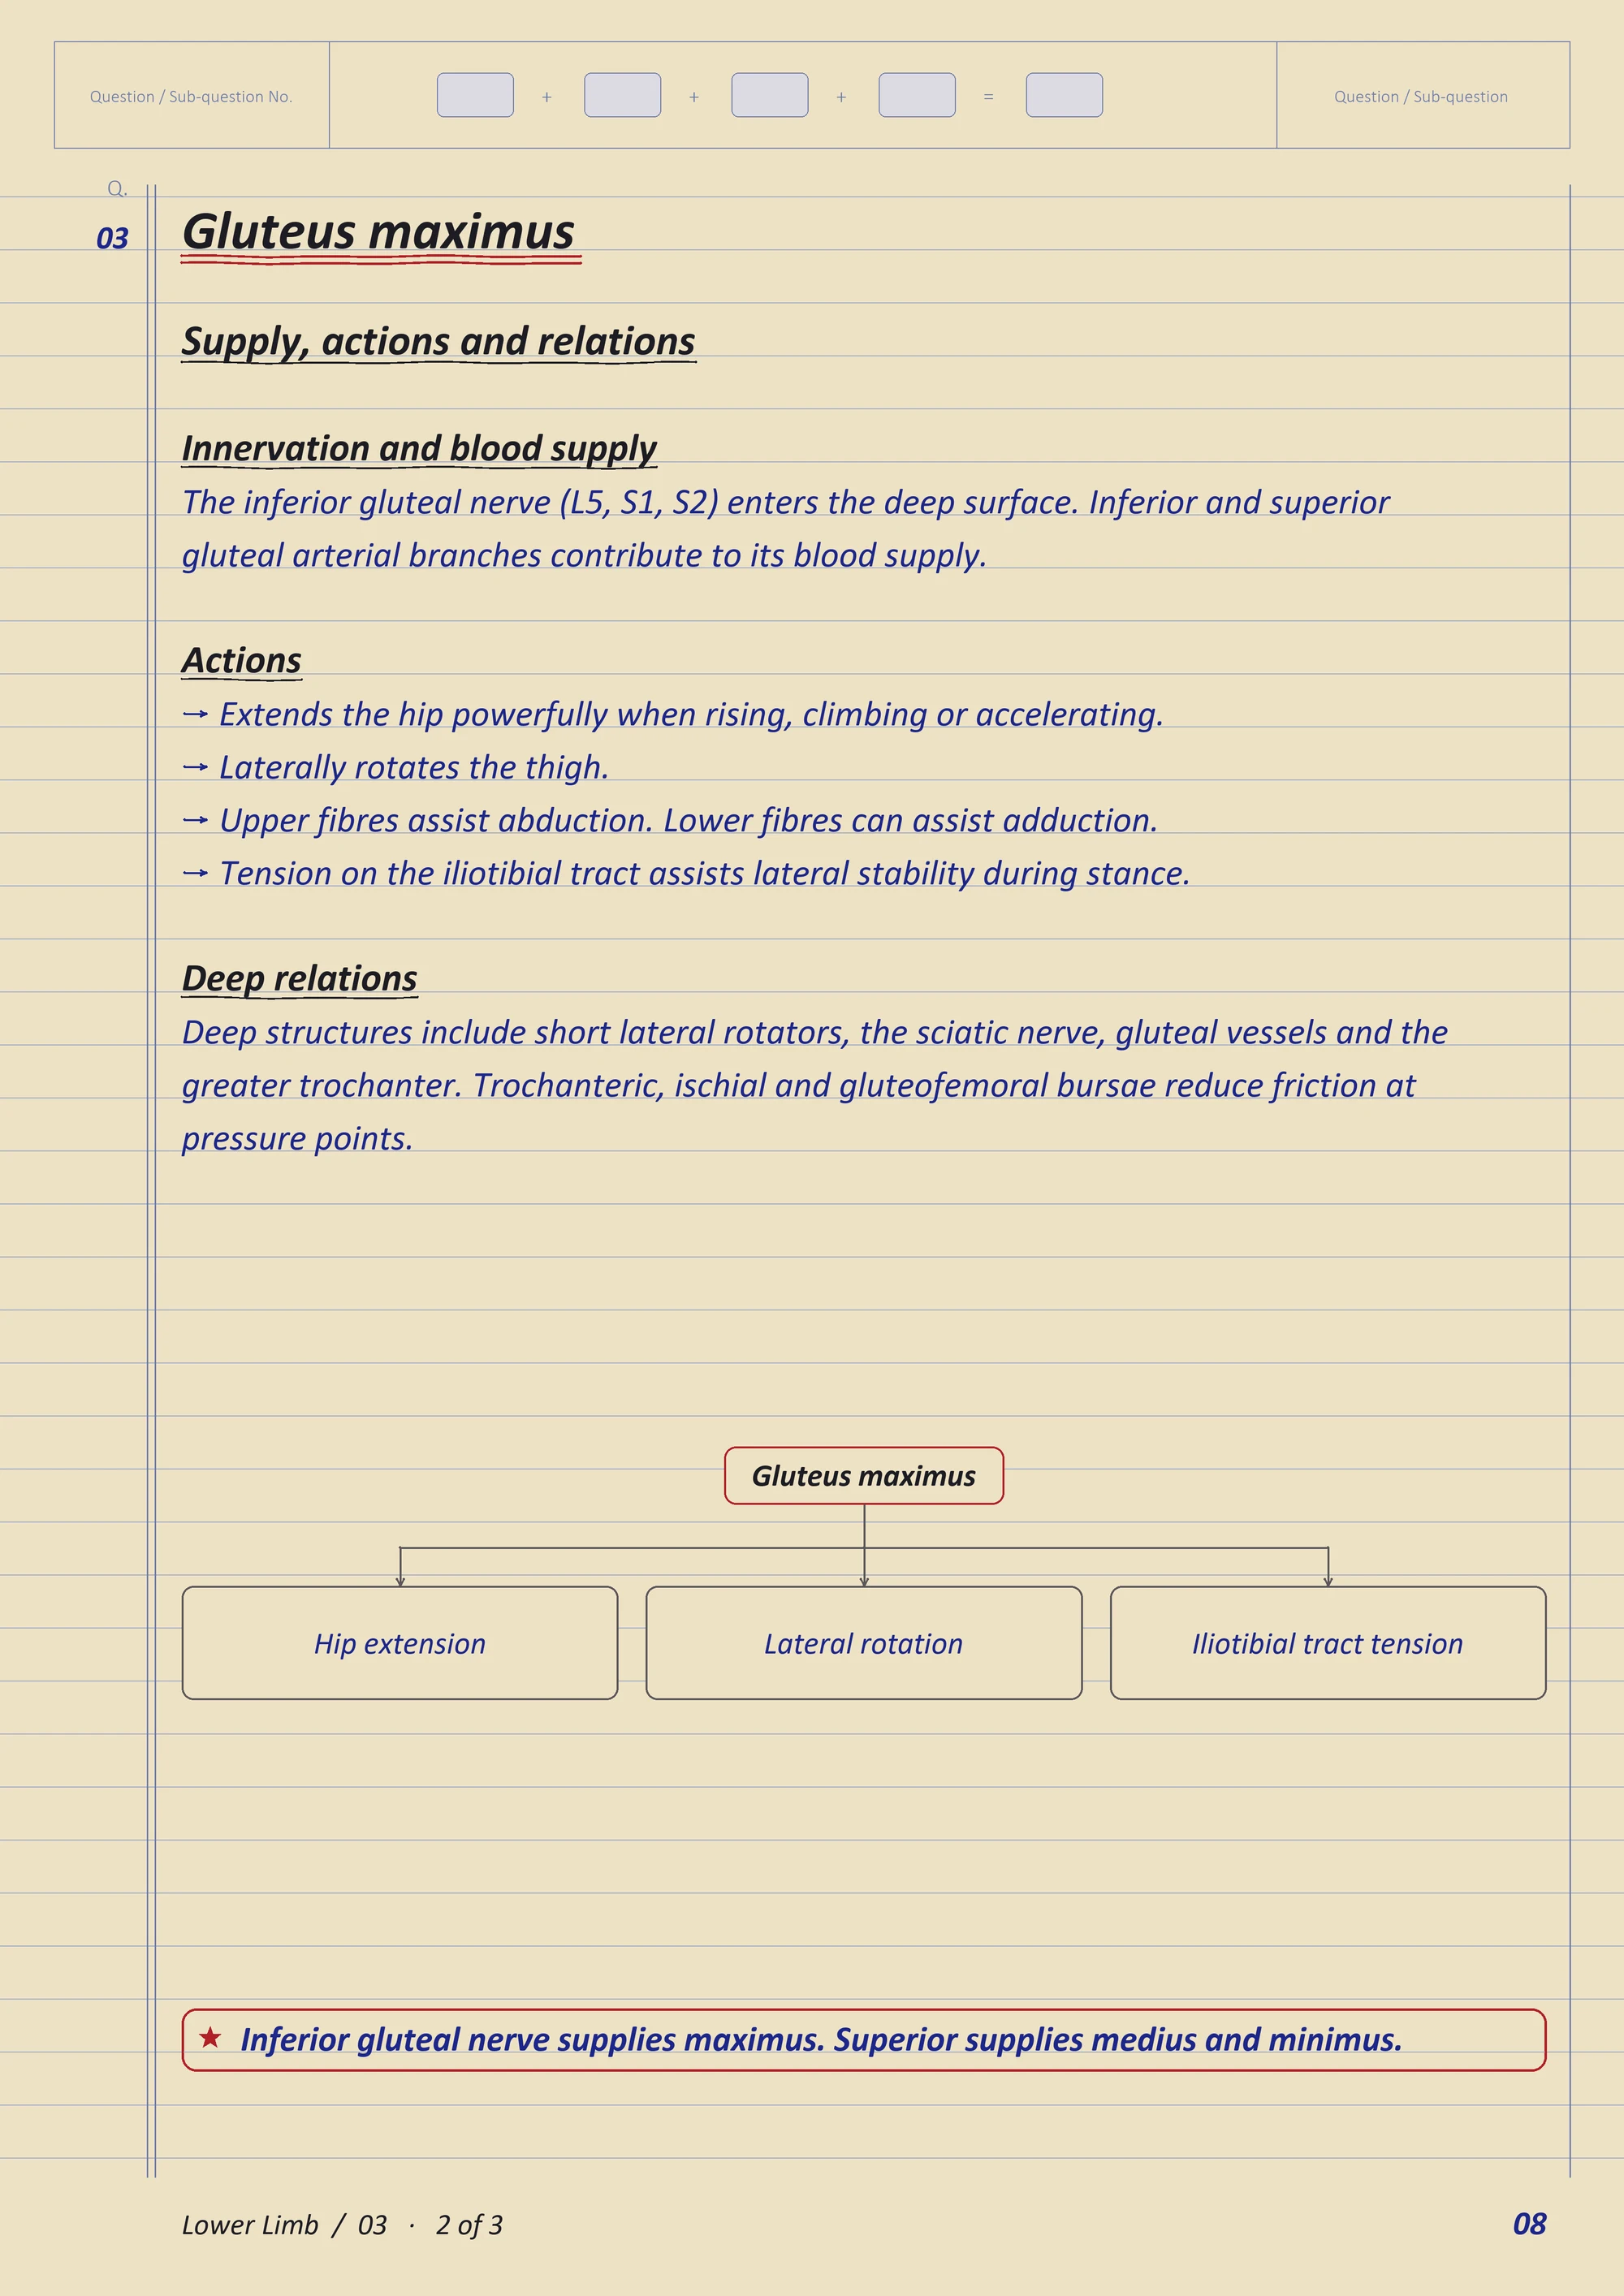 Question / Sub-question No.
+ + + =
Question / Sub-question
Q.
03
Gluteus maximus
Supply, actions and relations
Innervation and blood supply
The inferior gluteal nerve (L5, S1, S2) enters the deep surface. Inferior and superior
gluteal arterial branches contribute to its blood supply.
Actions
→ Extends the hip powerfully when rising, climbing or accelerating.
→ Laterally rotates the thigh.
→ Upper fibres assist abduction. Lower fibres can assist adduction.
→ Tension on the iliotibial tract assists lateral stability during stance.
Deep relations
Deep structures include short lateral rotators, the sciatic nerve, gluteal vessels and the
greater trochanter. Trochanteric, ischial and gluteofemoral bursae reduce friction at
pressure points.
Gluteus maximus
Hip extension
Lateral rotation
Iliotibial tract tension
★ Inferior gluteal nerve supplies maximus. Superior supplies medius and minimus.
Lower Limb / 03 · 2 of 3
08